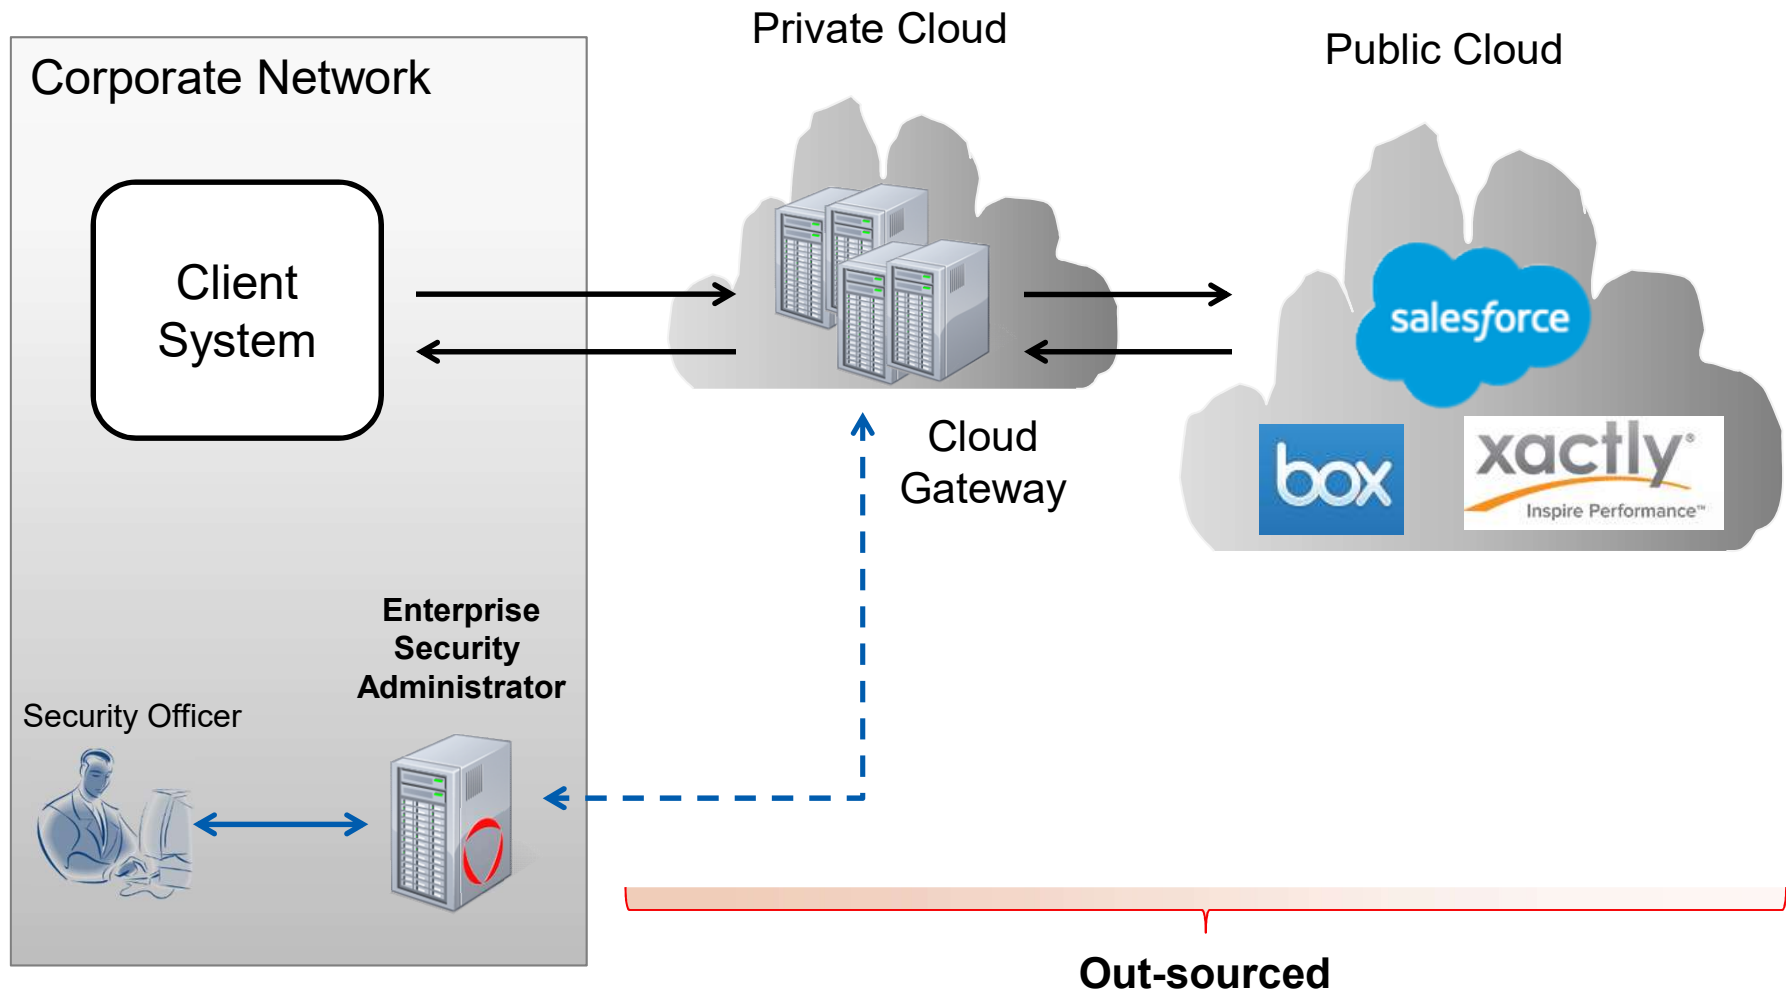 Private Cloud
Public Cloud
Corporate Network
Client
System
salesforce
Cloud
Gateway
box
xactly®
Inspire Performance™
Enterprise
Security
Administrator
Security Officer
Out-sourced